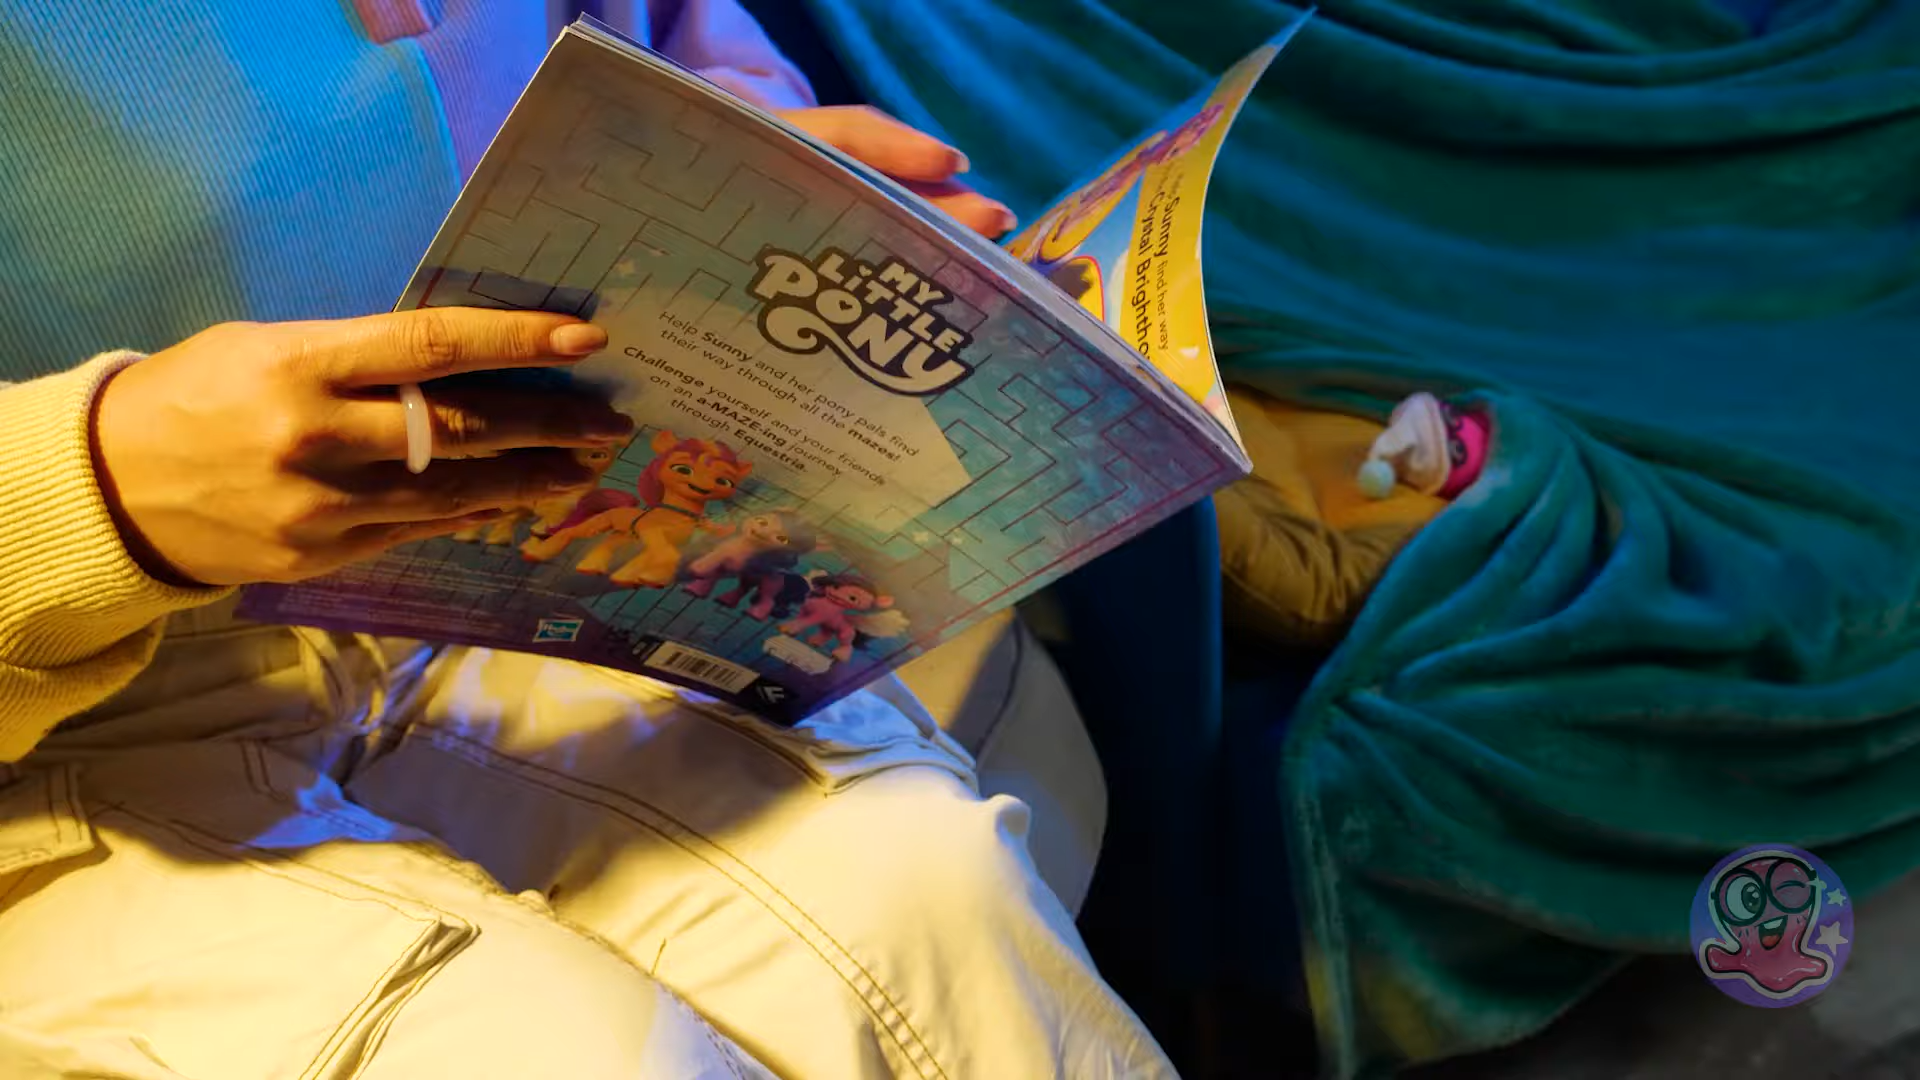 MY
LITTLE
PONY
Help Sunny and her pony pals find
their way through all the mazes!
Challenge yourself and your friends
on an a-MAZE-ing journey
through Equestria.
Hasbro
Sunny find her way
Crystal Brightho